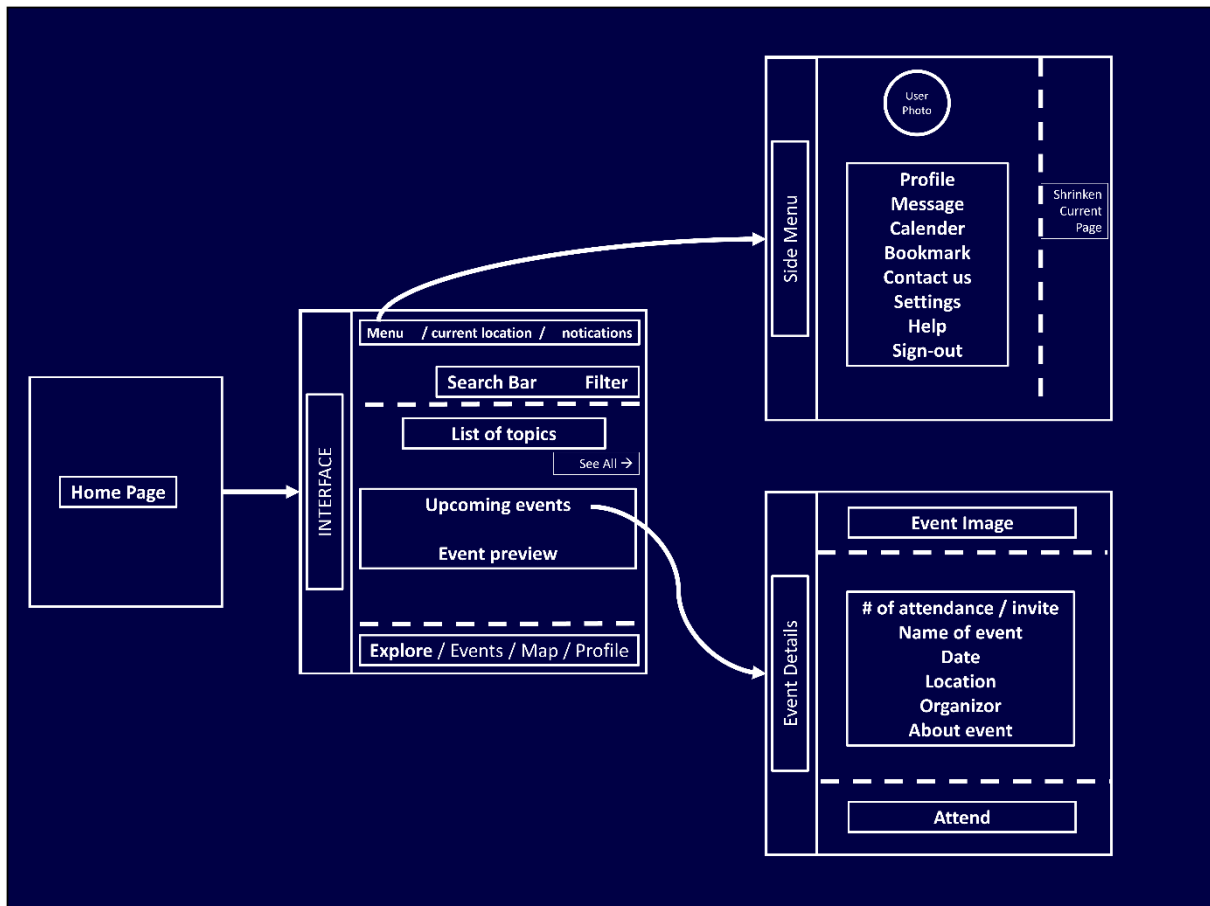 Home Page
INTERFACE
Menu / current location / notications
Search Bar Filter
List of topics
See All →
Upcoming events
Event preview
Explore / Events / Map / Profile
Side Menu
User
Photo
Profile
Message
Calender
Bookmark
Contact us
Settings
Help
Sign-out
Shrinken
Current
Page
Event Details
Event Image
# of attendance / invite
Name of event
Date
Location
Organizor
About event
Attend